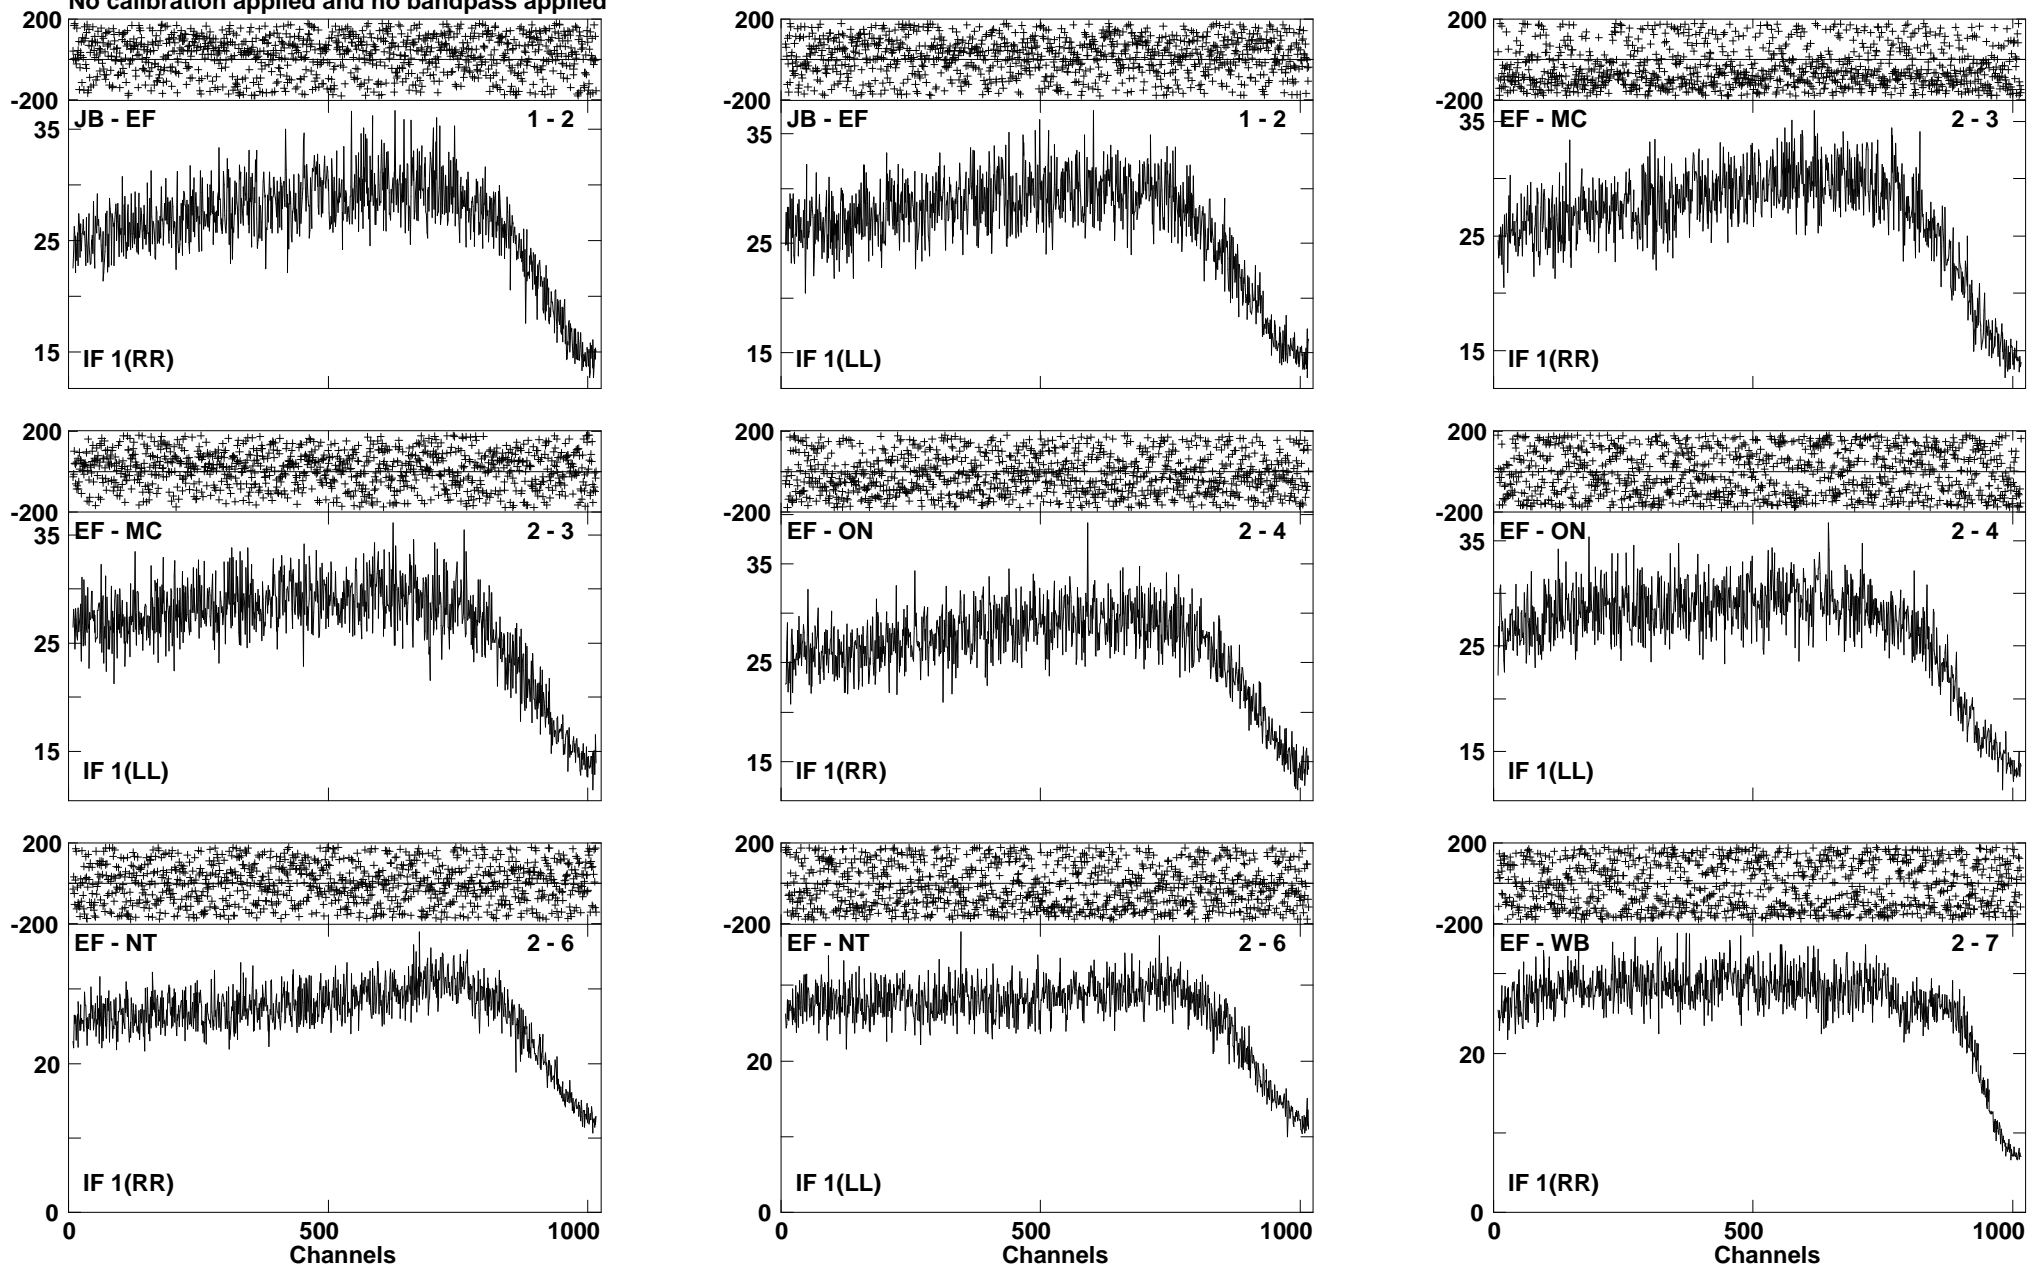 No calibration applied and no bandpass applied
200
-200
JB - EF 1 - 2
35
25
15
IF 1(RR)
200
-200
JB - EF 1 - 2
35
25
15
IF 1(LL)
200
-200
EF - MC 2 - 3
35
25
15
IF 1(RR)
200
-200
EF - MC 2 - 3
35
25
15
IF 1(LL)
200
-200
EF - ON 2 - 4
35
25
15
IF 1(RR)
200
-200
EF - ON 2 - 4
35
25
15
IF 1(LL)
200
-200
EF - NT 2 - 6
20
IF 1(RR)
0
0 500 1000
Channels
200
-200
EF - NT 2 - 6
20
IF 1(LL)
0
0 500 1000
Channels
200
-200
EF - WB 2 - 7
20
IF 1(RR)
0
0 500 1000
Channels